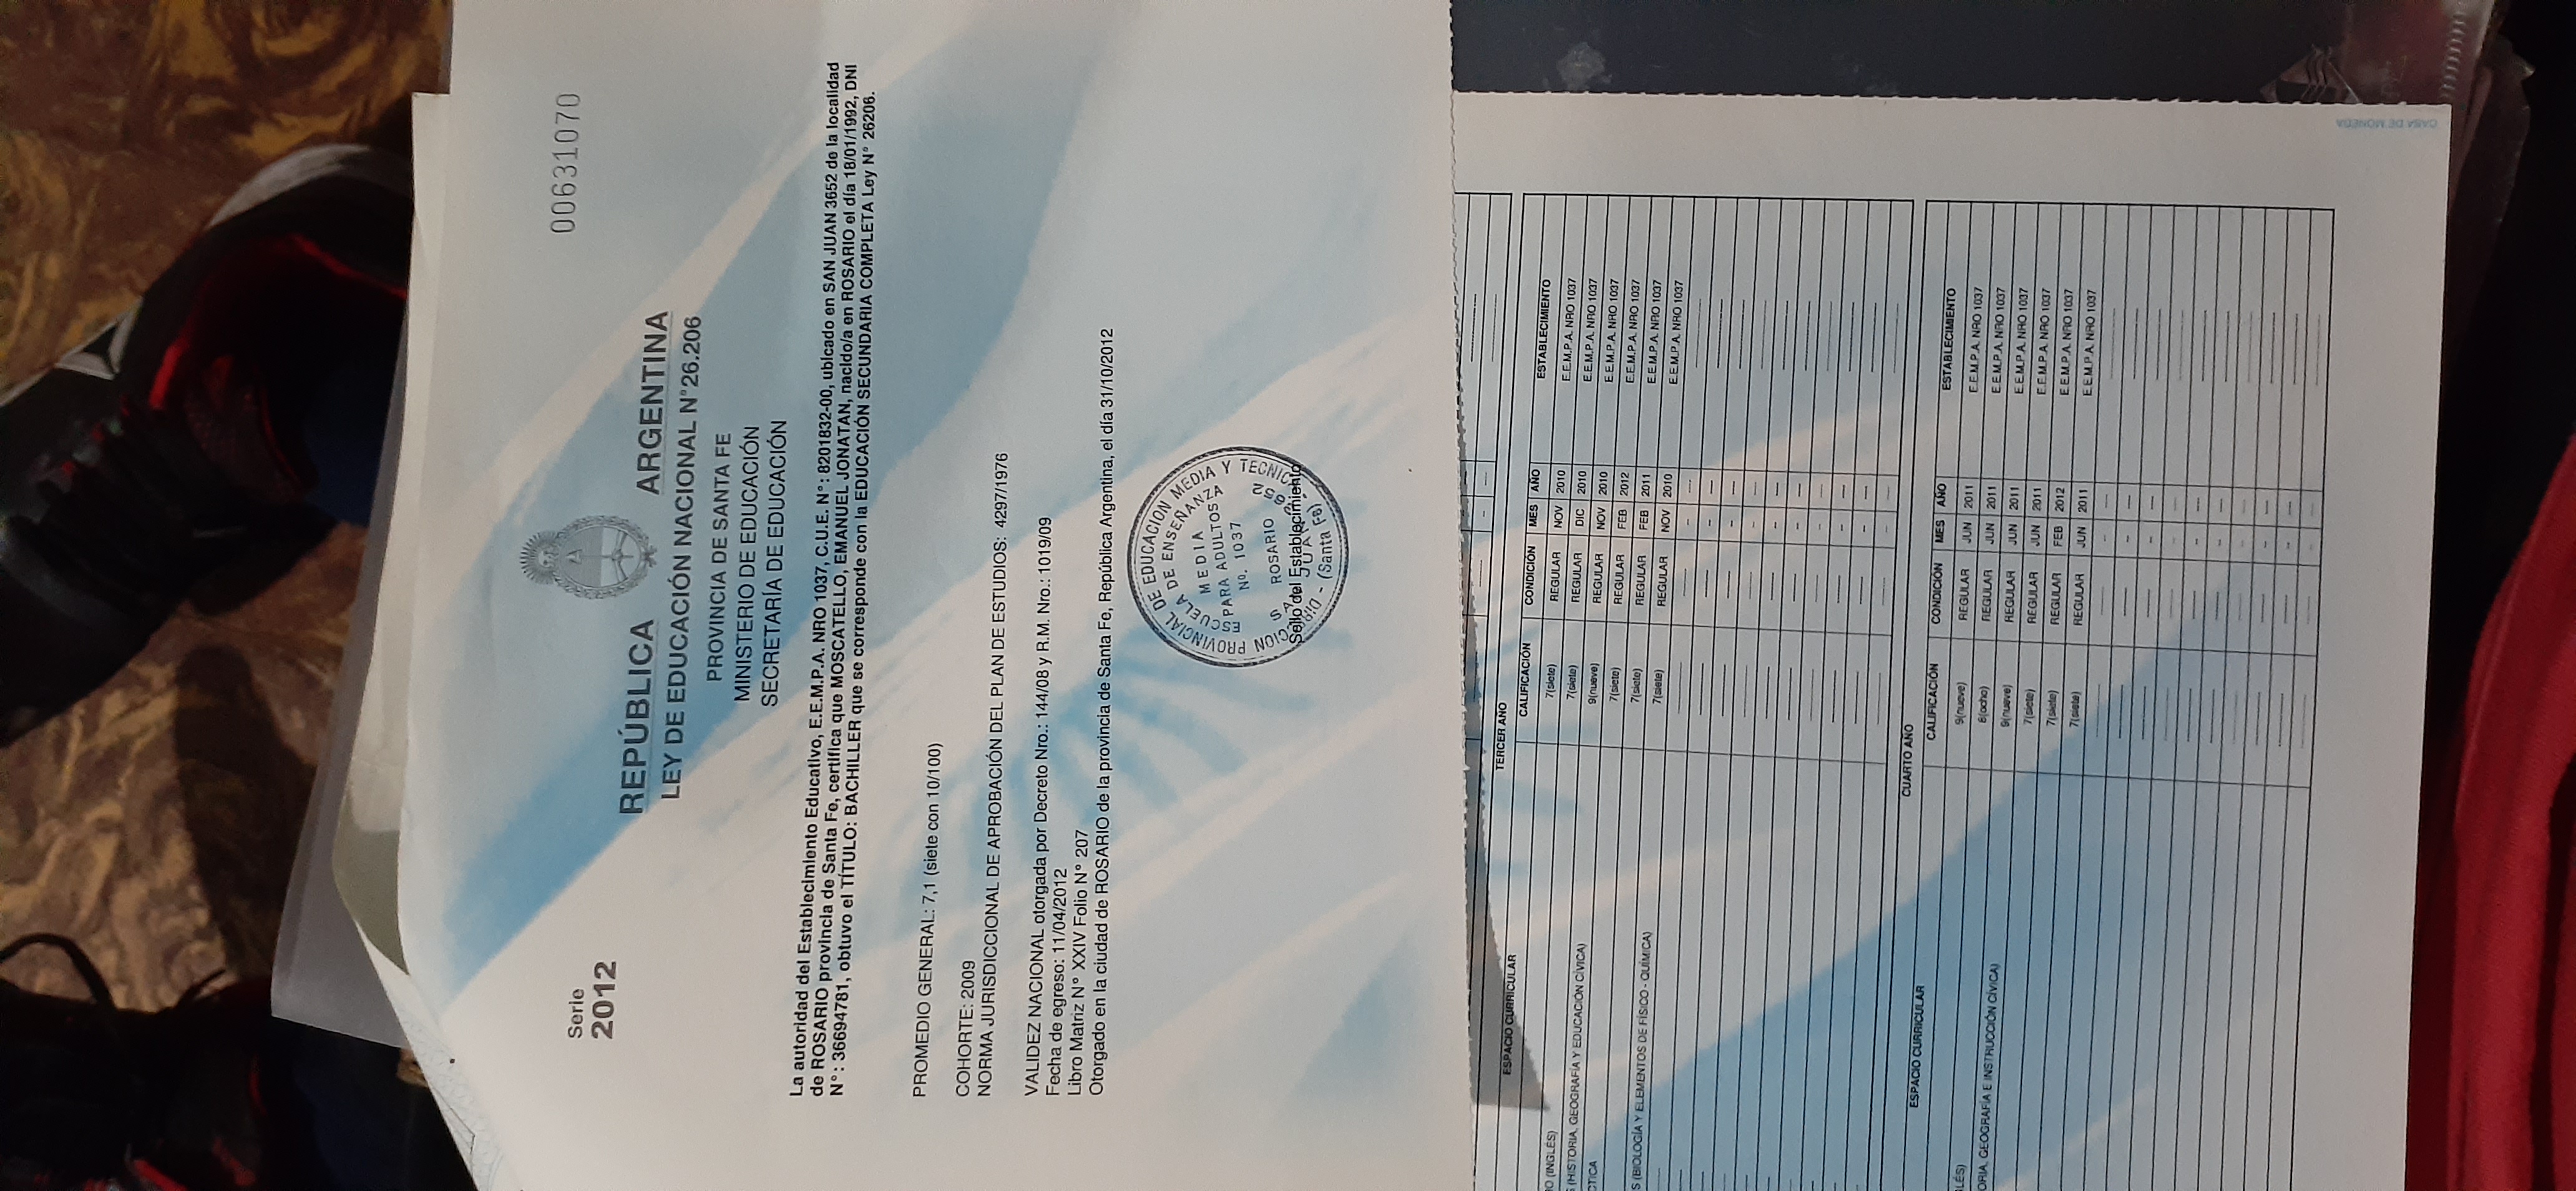 Serie
2012
00631070
REPÚBLICA ARGENTINA
LEY DE EDUCACIÓN NACIONAL N°26.206
PROVINCIA DE SANTA FE
MINISTERIO DE EDUCACIÓN
SECRETARÍA DE EDUCACIÓN
La autoridad del Establecimiento Educativo, E.E.M.P.A. NRO 1037, C.U.E. N°: 8201832-00, ubicado en SAN JUAN 3652 de la localidad
de ROSARIO provincia de Santa Fe, certifica que MOSCATELLO, EMANUEL JONATAN, nacido/a en ROSARIO el día 18/01/1992, DNI
N°: 36694781, obtuvo el TÍTULO: BACHILLER que se corresponde con la EDUCACIÓN SECUNDARIA COMPLETA Ley N° 26206.
PROMEDIO GENERAL: 7,1 (siete con 10/100)
COHORTE: 2009
NORMA JURISDICCIONAL DE APROBACIÓN DEL PLAN DE ESTUDIOS: 4297/1976
VALIDEZ NACIONAL otorgada por Decreto Nro.: 144/08 y R.M. Nro.: 1019/09
Fecha de egreso: 11/04/2012
Libro Matriz N° XXIV Folio N° 207
Otorgado en la ciudad de ROSARIO de la provincia de Santa Fe, República Argentina, el día 31/10/2012
DIRECCION PROVINCIAL DE EDUCACION MEDIA Y TECNICA
ESCUELA DE ENSEÑANZA
MEDIA
PARA ADULTOS
Nº. 1037
ROSARIO
SAN JUAN 3652
- (Santa Fe) -
Sello del Establecimiento
TERCER AÑO
ESPACIO CURRICULAR CALIFICACIÓN CONDICIÓN MES AÑO ESTABLECIMIENTO
O (INGLÉS) 7(siete) REGULAR NOV 2010 E.E.M.P.A. NRO 1037
S (HISTORIA, GEOGRAFÍA Y EDUCACIÓN CÍVICA) 7(siete) REGULAR DIC 2010 E.E.M.P.A. NRO 1037
CTICA 9(nueve) REGULAR NOV 2010 E.E.M.P.A. NRO 1037
7(siete) REGULAR FEB 2012 E.E.M.P.A. NRO 1037
S (BIOLOGÍA Y ELEMENTOS DE FÍSICO - QUÍMICA) 7(siete) REGULAR FEB 2011 E.E.M.P.A. NRO 1037
7(siete) REGULAR NOV 2010 E.E.M.P.A. NRO 1037
CUARTO AÑO
ESPACIO CURRICULAR CALIFICACIÓN CONDICIÓN MES AÑO ESTABLECIMIENTO
LÉS) 9(nueve) REGULAR JUN 2011 E.E.M.P.A. NRO 1037
ORIA, GEOGRAFÍA E INSTRUCCIÓN CÍVICA) 8(ocho) REGULAR JUN 2011 E.E.M.P.A. NRO 1037
9(nueve) REGULAR JUN 2011 E.E.M.P.A. NRO 1037
7(siete) REGULAR JUN 2011 E.E.M.P.A. NRO 1037
7(siete) REGULAR FEB 2012 E.E.M.P.A. NRO 1037
7(siete) REGULAR JUN 2011 E.E.M.P.A. NRO 1037
CASA DE MONEDA